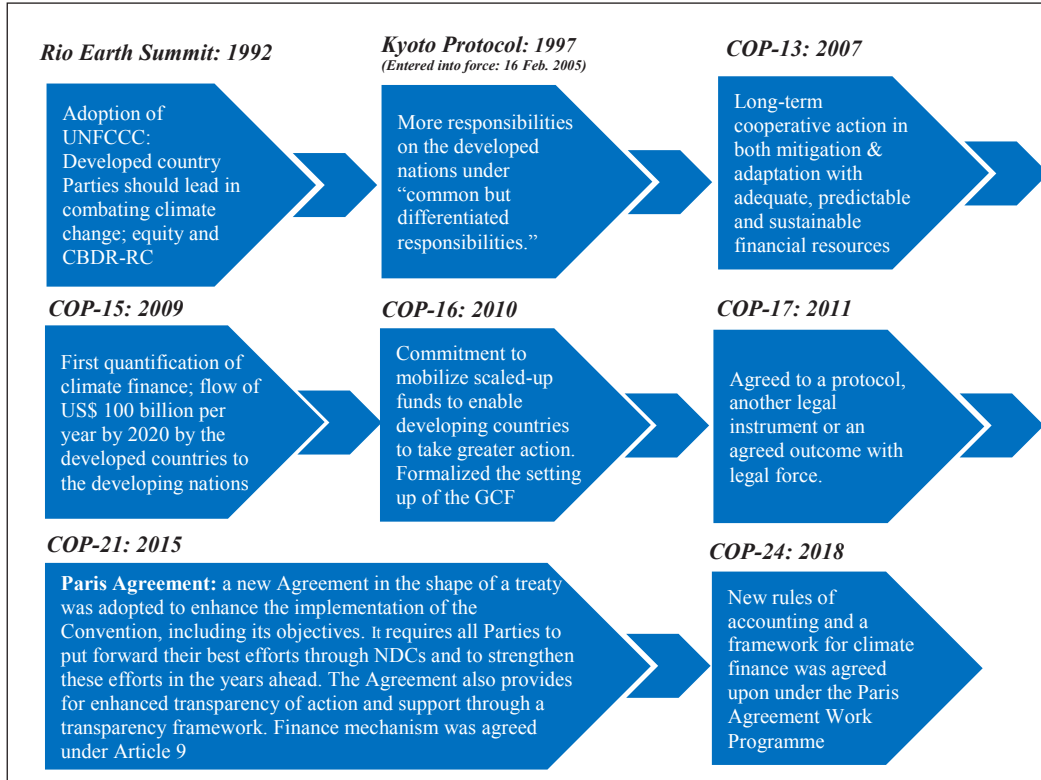 Rio Earth Summit: 1992
Adoption of
UNFCCC:
Developed country
Parties should lead in
combating climate
change; equity and
CBDR-RC
Kyoto Protocol: 1997
(Entered into force: 16 Feb. 2005)
More responsibilities
on the developed
nations under
“common but
differentiated
responsibilities.”
COP-13: 2007
Long-term
cooperative action in
both mitigation &
adaptation with
adequate, predictable
and sustainable
financial resources
COP-15: 2009
First quantification of
climate finance; flow of
US$ 100 billion per
year by 2020 by the
developed countries to
the developing nations
COP-16: 2010
Commitment to
mobilize scaled-up
funds to enable
developing countries
to take greater action.
Formalized the setting
up of the GCF
COP-17: 2011
Agreed to a protocol,
another legal
instrument or an
agreed outcome with
legal force.
COP-21: 2015
Paris Agreement: a new Agreement in the shape of a treaty
was adopted to enhance the implementation of the
Convention, including its objectives. It requires all Parties to
put forward their best efforts through NDCs and to strengthen
these efforts in the years ahead. The Agreement also provides
for enhanced transparency of action and support through a
transparency framework. Finance mechanism was agreed
under Article 9
COP-24: 2018
New rules of
accounting and a
framework for climate
finance was agreed
upon under the Paris
Agreement Work
Programme